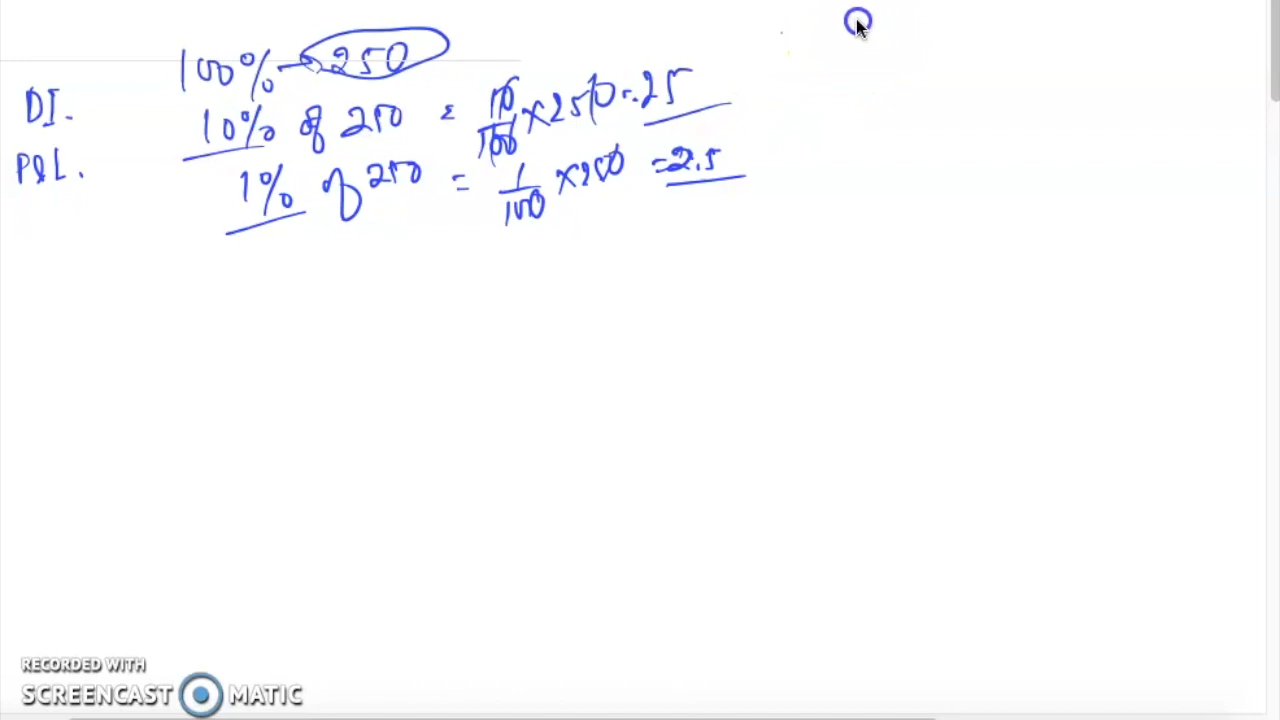 100% → 250
DI.
10% of 250 = 10/100 × 250 = 25
P&L.
1% of 250 = 1/100 × 250 = 2.5
RECORDED WITH
SCREENCAST MATIC